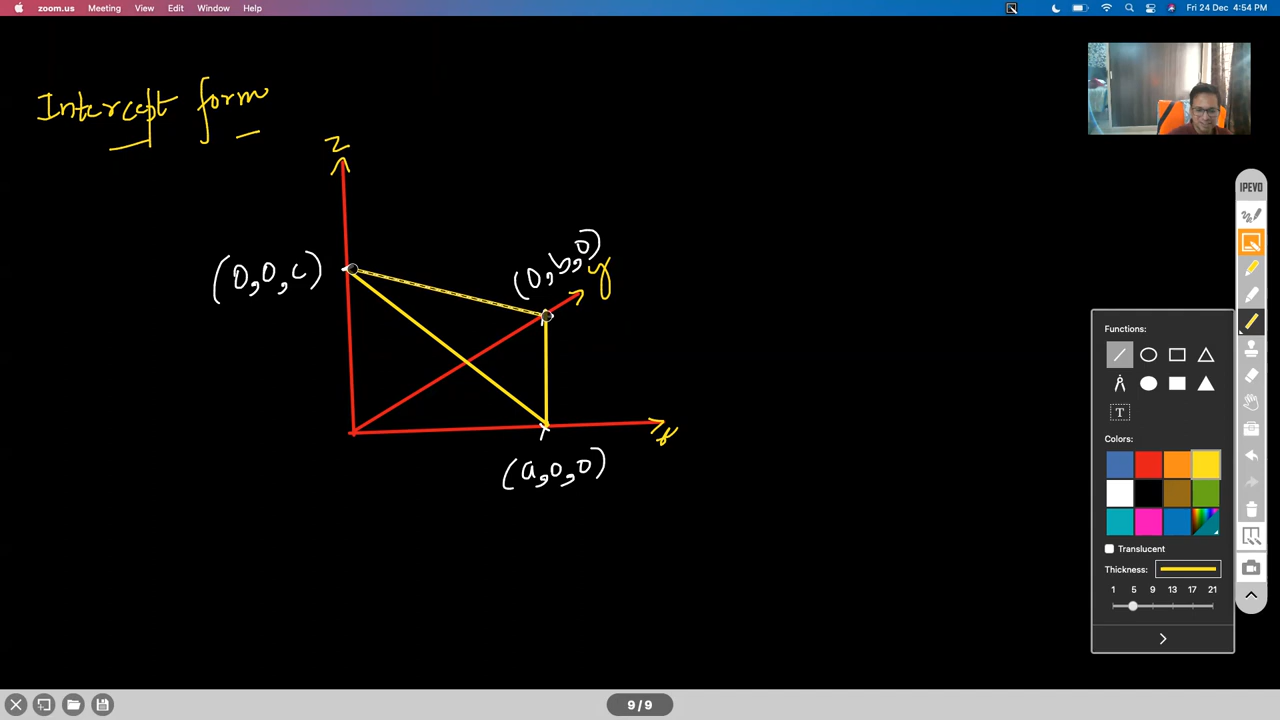 zoom.us Meeting View Edit Window Help Fri 24 Dec 4:54 PM
Intercept form
z
(0,0,c)
(0,b,0)
y
x
(a,0,0)
IPEVO
Functions:
T
Colors:
Translucent
Thickness:
1 5 9 13 17 21
9 / 9